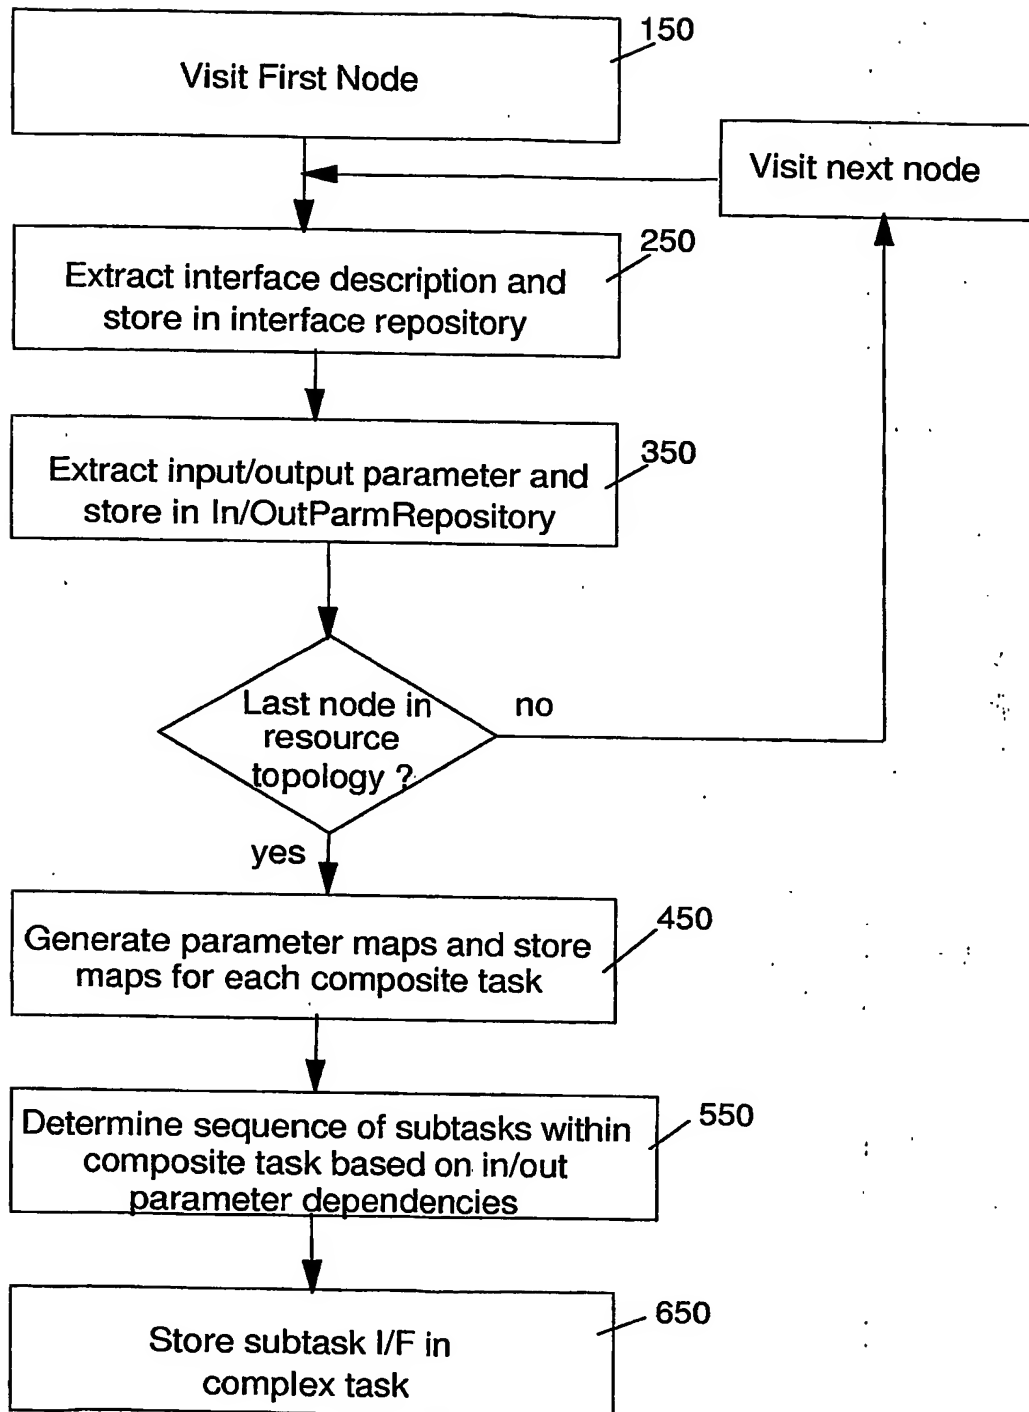 150
Visit First Node
Visit next node
250
Extract interface description and
store in interface repository
350
Extract input/output parameter and
store in In/OutParmRepository
Last node in
resource
topology ?
no
yes
450
Generate parameter maps and store
maps for each composite task
550
Determine sequence of subtasks within
composite task based on in/out
parameter dependencies
650
Store subtask I/F in
complex task